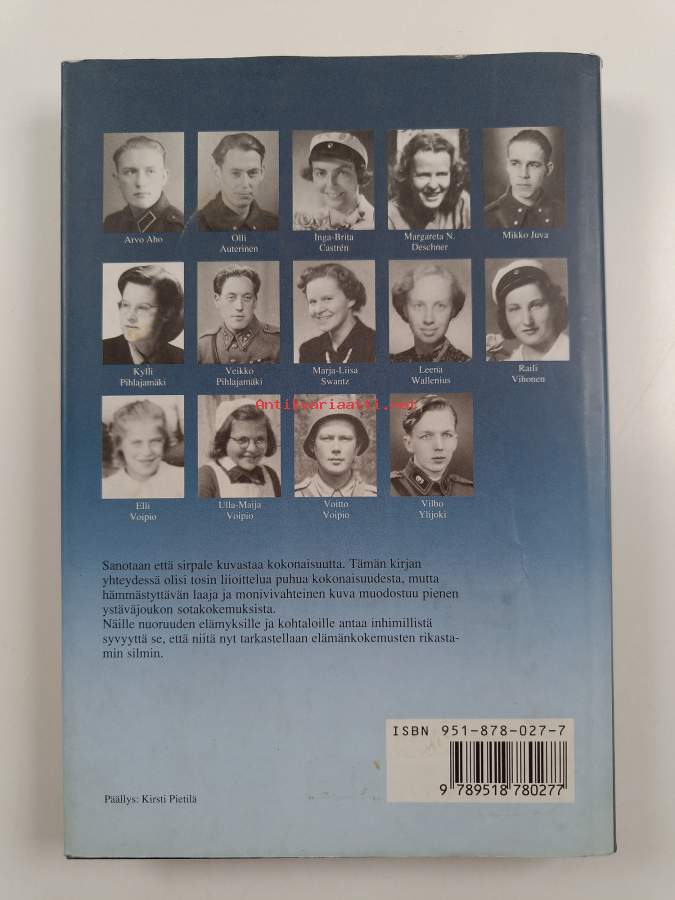 Arvo Aho
Olli
Auterinen
Inga-Brita
Castrén
Margareta N.
Deschner
Mikko Juva
Kylli
Pihlajamäki
Veikko
Pihlajamäki
Marja-Liisa
Swantz
Leena
Wallenius
Raili
Vihonen
Antikvariaatti.net
Elli
Voipio
Ulla-Maija
Voipio
Voitto
Voipio
Vilho
Ylijoki
Sanotaan että sirpale kuvastaa kokonaisuutta. Tämän kirjan
yhteydessä olisi tosin liioittelua puhua kokonaisuudesta, mutta
hämmästyttävän laaja ja monivivahteinen kuva muodostuu pienen
ystäväjoukon sotakokemuksista.
Näille nuoruuden elämyksille ja kohtaloille antaa inhimillistä
syvyyttä se, että niitä nyt tarkastellaan elämänkokemusten rikasta-
min silmin.
ISBN 951-878-027-7
9 789518 780277
Päällys: Kirsti Pietilä